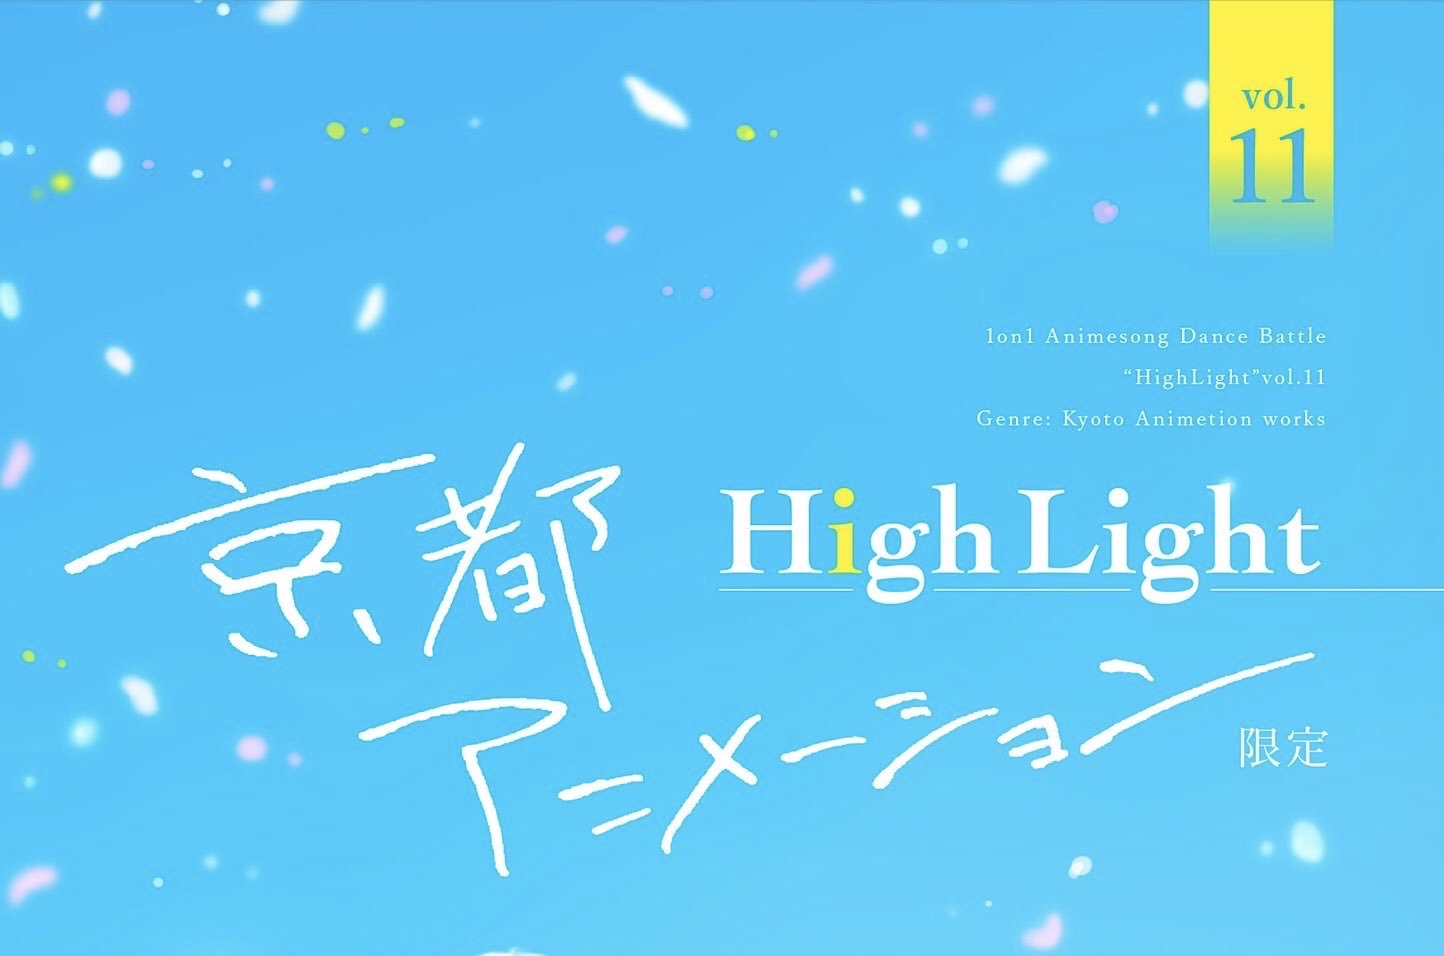 vol.
11
1on1 Animesong Dance Battle
“HighLight”vol.11
Genre: Kyoto Animetion works
HighLight
京都
アニメーション
限定